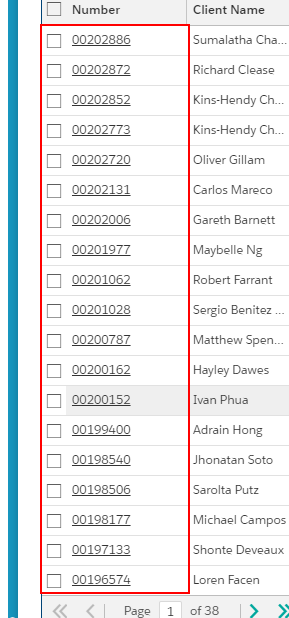 Number Client Name
00202886 Sumalatha Cha...
00202872 Richard Clease
00202852 Kins-Hendy Ch...
00202773 Kins-Hendy Ch...
00202720 Oliver Gillam
00202131 Carlos Mareco
00202006 Gareth Barnett
00201977 Maybelle Ng
00201062 Robert Farrant
00201028 Sergio Benitez ...
00200787 Matthew Spen...
00200162 Hayley Dawes
00200152 Ivan Phua
00199400 Adrain Hong
00198540 Jhonatan Soto
00198506 Sarolta Putz
00198177 Michael Campos
00197133 Shonte Deveaux
00196574 Loren Facen
Page 1 of 38